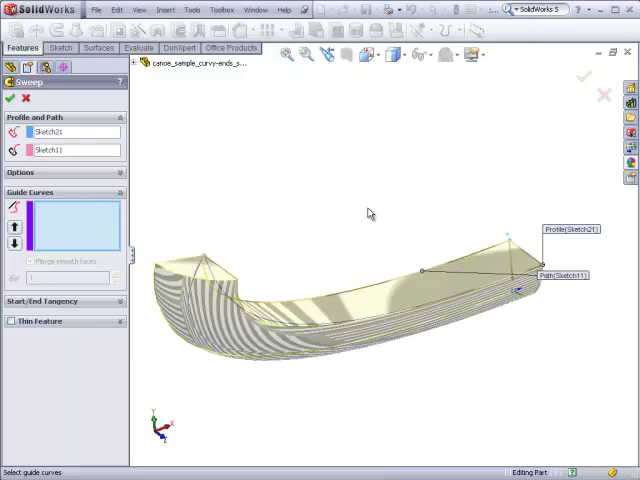 SolidWorks File Edit View Insert Tools Toolbox Window Help SolidWorks S
Features Sketch Surfaces Evaluate DimXpert Office Products
canoe_sample_curvy-ends_s...
Sweep ?
Profile and Path
Sketch21
Sketch11
Options
Guide Curves
Merge smooth faces
1
Start/End Tangency
Thin Feature
Profile(Sketch21)
Path(Sketch11)
Y
X
Z
Select guide curves
Editing Part